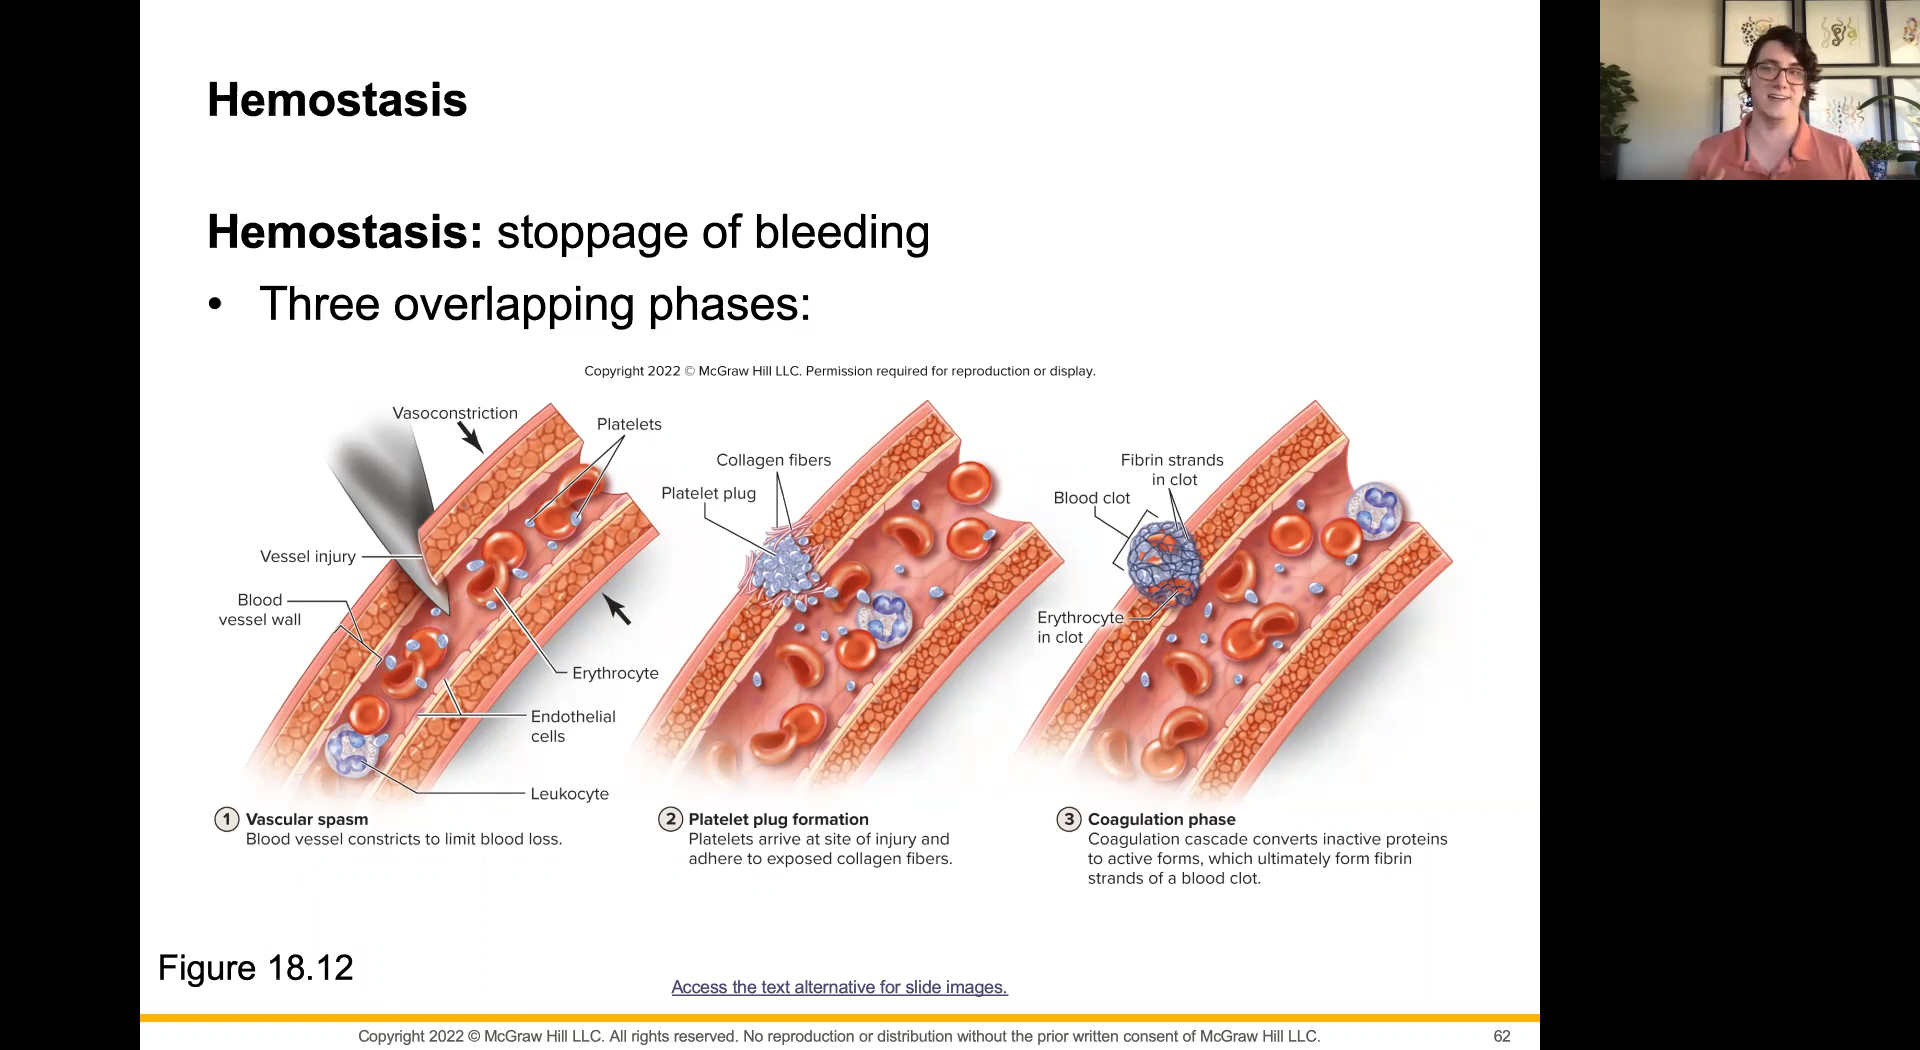 Hemostasis
Hemostasis: stoppage of bleeding
• Three overlapping phases:
Copyright 2022 © McGraw Hill LLC. Permission required for reproduction or display.
Vasoconstriction
Platelets
Vessel injury
Blood
vessel wall
Erythrocyte
Endothelial
cells
Leukocyte
Collagen fibers
Platelet plug
Fibrin strands
in clot
Blood clot
Erythrocyte
in clot
1 Vascular spasm
Blood vessel constricts to limit blood loss.
2 Platelet plug formation
Platelets arrive at site of injury and
adhere to exposed collagen fibers.
3 Coagulation phase
Coagulation cascade converts inactive proteins
to active forms, which ultimately form fibrin
strands of a blood clot.
Figure 18.12
Access the text alternative for slide images.
Copyright 2022 © McGraw Hill LLC. All rights reserved. No reproduction or distribution without the prior written consent of McGraw Hill LLC.
62